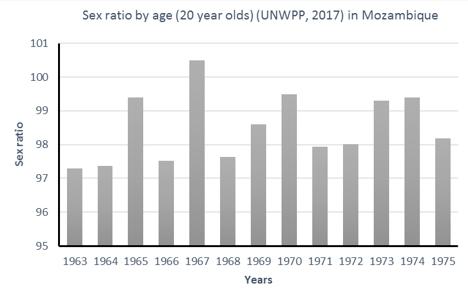 Sex ratio by age (20 year olds) (UNWPP, 2017) in Mozambique
101
100
99
98
97
96
95
Sex ratio
1963 1964 1965 1966 1967 1968 1969 1970 1971 1972 1973 1974 1975
Years